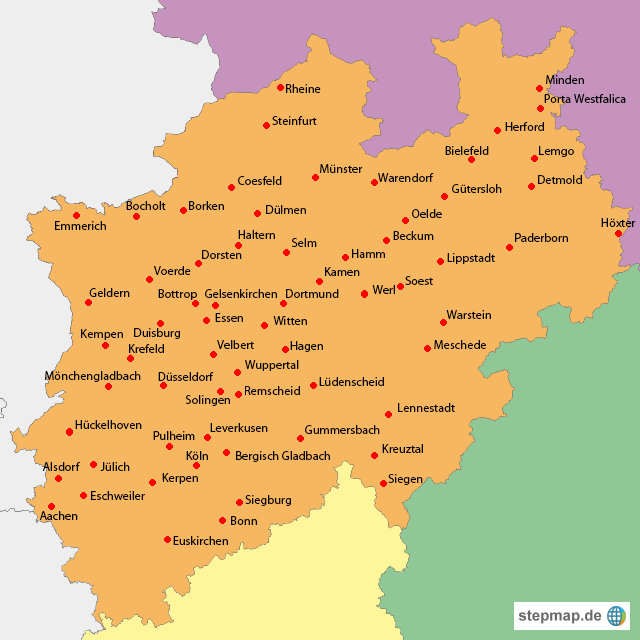 Minden
Rheine
Porta Westfalica
Steinfurt
Herford
Bielefeld
Lemgo
Münster
Warendorf
Coesfeld
Detmold
Gütersloh
Bocholt
Borken
Dülmen
Oelde
Emmerich
Höxter
Haltern
Selm
Beckum
Paderborn
Dorsten
Hamm
Lippstadt
Voerde
Kamen
Soest
Geldern
Bottrop
Gelsenkirchen
Dortmund
Werl
Essen
Witten
Warstein
Duisburg
Kempen
Krefeld
Velbert
Hagen
Meschede
Wuppertal
Mönchengladbach
Düsseldorf
Lüdenscheid
Solingen
Remscheid
Lennestadt
Hückelhoven
Leverkusen
Gummersbach
Pulheim
Köln
Bergisch Gladbach
Kreuztal
Alsdorf
Jülich
Kerpen
Siegen
Eschweiler
Siegburg
Aachen
Bonn
Euskirchen
stepmap.de